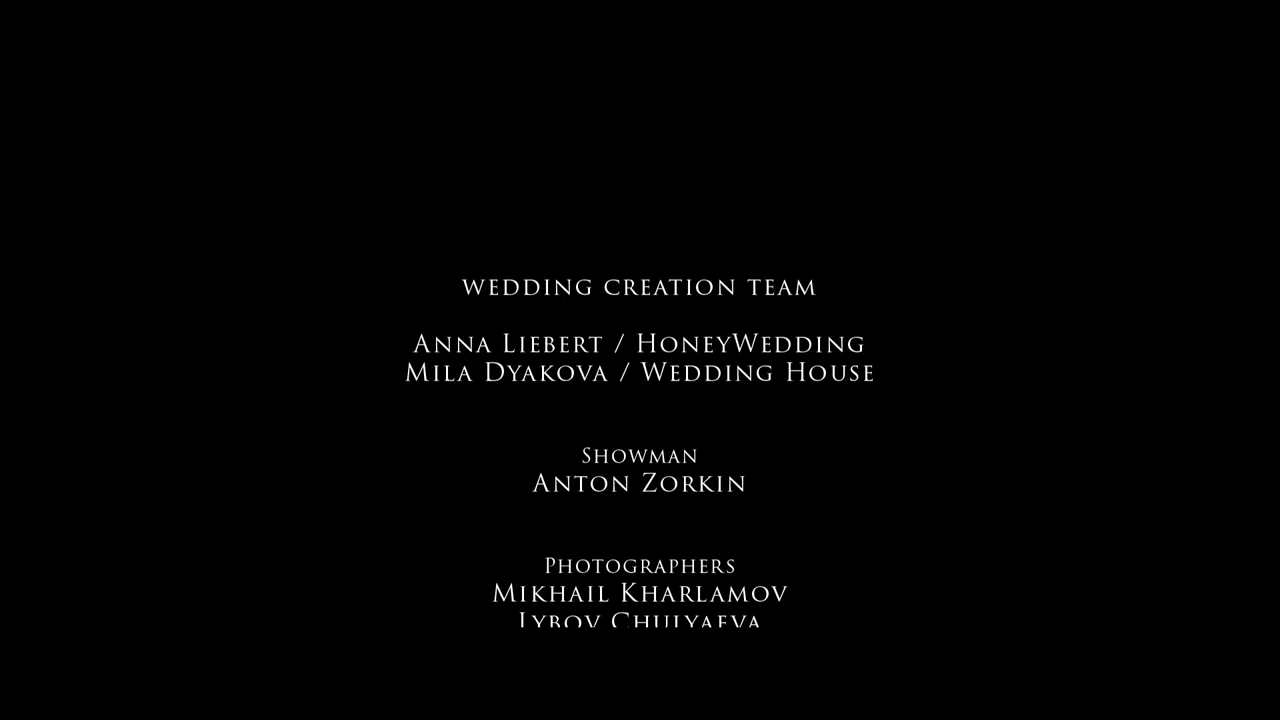 WEDDING CREATION TEAM
ANNA LIEBERT / HONEYWEDDING
MILA DYAKOVA / WEDDING HOUSE
SHOWMAN
ANTON ZORKIN
PHOTOGRAPHERS
MIKHAIL KHARLAMOV